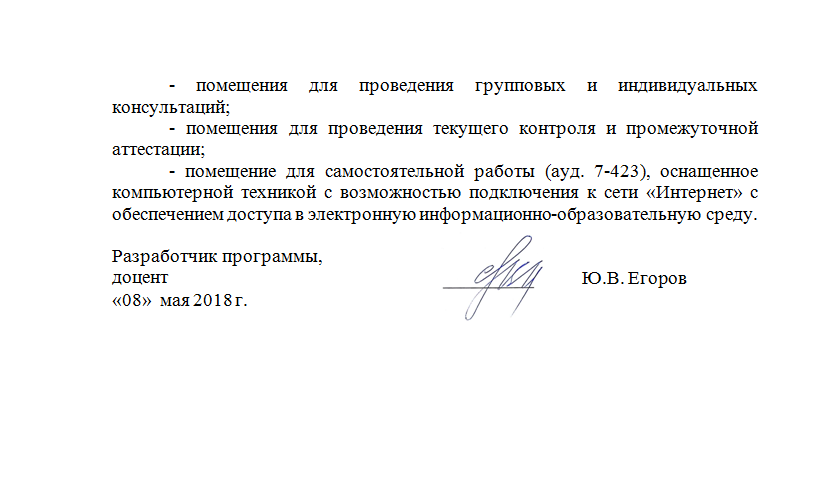 - помещения для проведения групповых и индивидуальных
консультаций;
- помещения для проведения текущего контроля и промежуточной
аттестации;
- помещение для самостоятельной работы (ауд. 7-423), оснащенное
компьютерной техникой с возможностью подключения к сети «Интернет» с
обеспечением доступа в электронную информационно-образовательную среду.
Разработчик программы,
доцент
Ю.В. Егоров
«08» мая 2018 г.